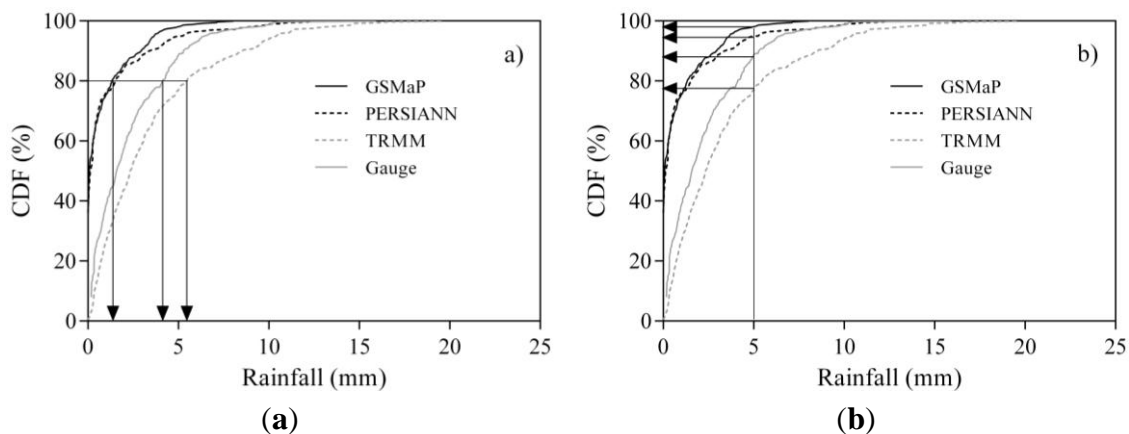 100
80
60
40
20
0
CDF (%)
a)
GSMaP
PERSIANN
TRMM
Gauge
0 5 10 15 20 25
Rainfall (mm)
(a)
100
80
60
40
20
0
CDF (%)
b)
GSMaP
PERSIANN
TRMM
Gauge
0 5 10 15 20 25
Rainfall (mm)
(b)